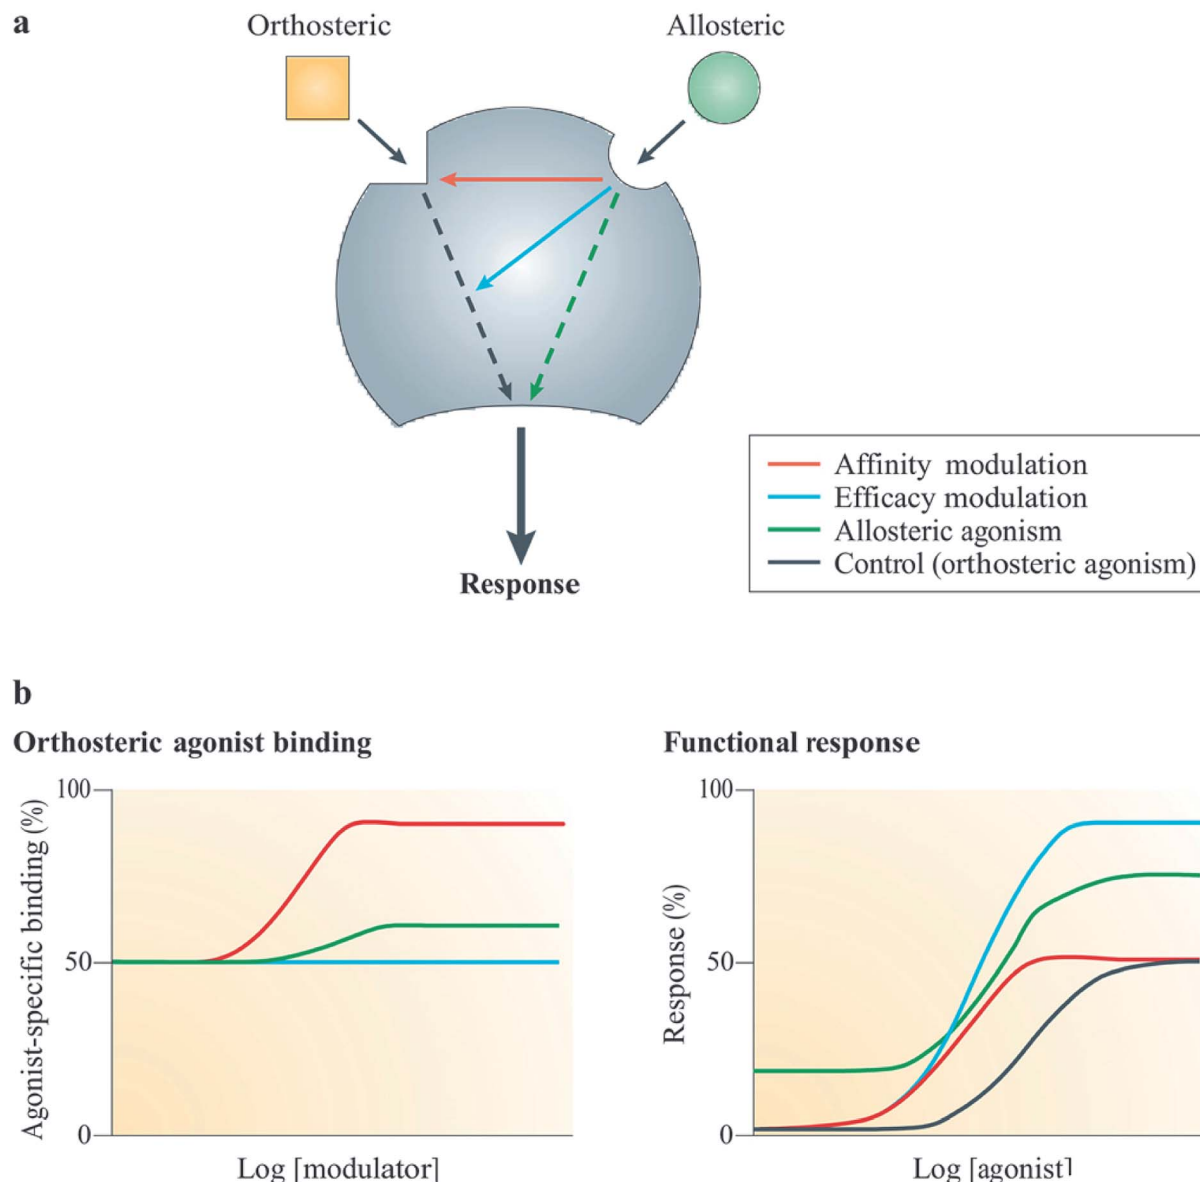 a
Orthosteric
Allosteric
Affinity modulation
Efficacy modulation
Allosteric agonism
Control (orthosteric agonism)
Response
b
Orthosteric agonist binding
Agonist-specific binding (%)
100
50
0
Log [modulator]
Functional response
Response (%)
100
50
0
Log [agonist]